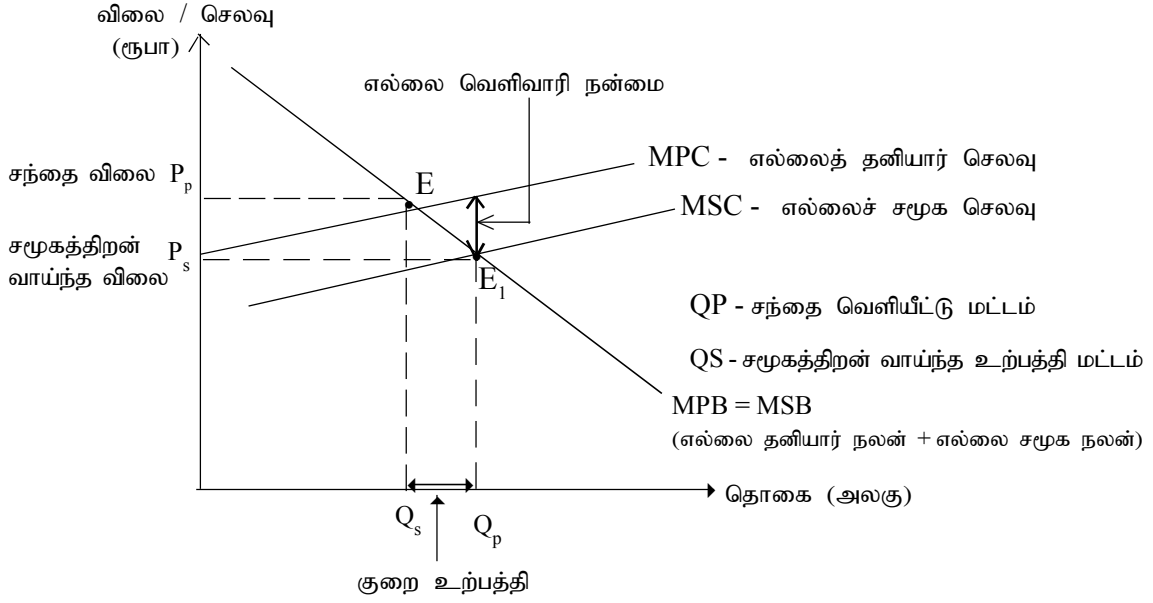 விலை / செலவு
(ரூபா)
எல்லை வெளிவாரி நன்மை
சந்தை விலை Pp
E
MPC - எல்லைத் தனியார் செலவு
MSC - எல்லைச் சமூக செலவு
சமூகத்திறன்
வாய்ந்த விலை Ps
E1
QP - சந்தை வெளியீட்டு மட்டம்
QS - சமூகத்திறன் வாய்ந்த உற்பத்தி மட்டம்
MPB = MSB
(எல்லை தனியார் நலன் + எல்லை சமூக நலன்)
தொகை (அலகு)
Qs Qp
குறை உற்பத்தி